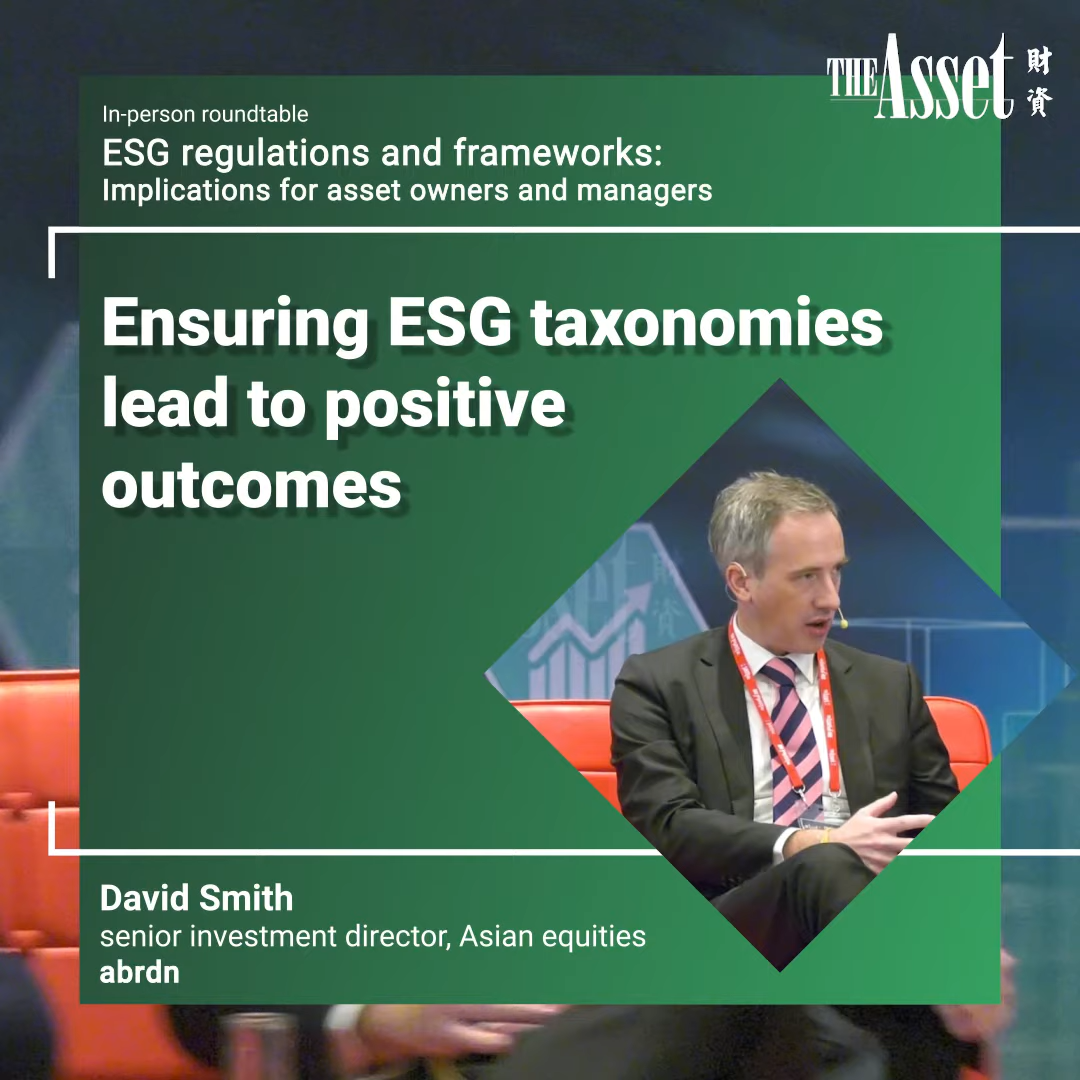 THE Asset 財資
In-person roundtable
ESG regulations and frameworks:
Implications for asset owners and managers
Ensuring ESG taxonomies
lead to positive
outcomes
David Smith
senior investment director, Asian equities
abrdn